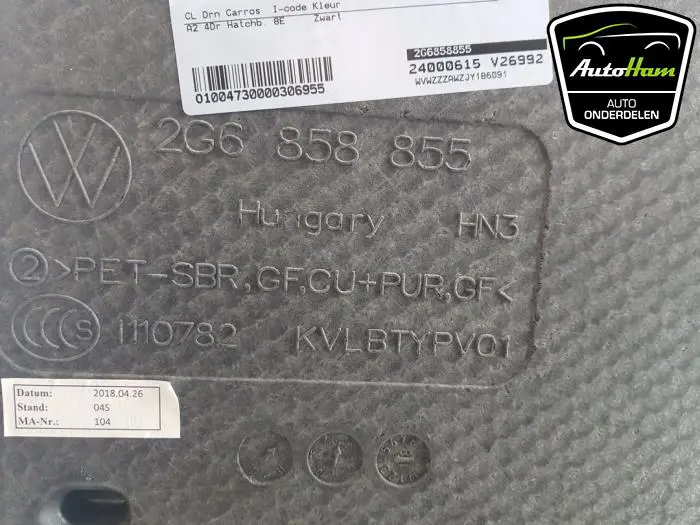 CL Drn Carros. I-code Kleur
A2 4Dr Hatchb. BE Zwart
01004730000306955
2G6858855
24000615 V26992
WVWZZZAWZJY186091
AutoHam
AUTO
ONDERDELEN
2G6 858 855
Hungary HN3
2 >PET-SBR,GF,CU+PUR,GF<
CCC S 1110782 KVLBTYPV01
Datum: 2018.04.26
Stand: 04S
MA-Nr.: 104